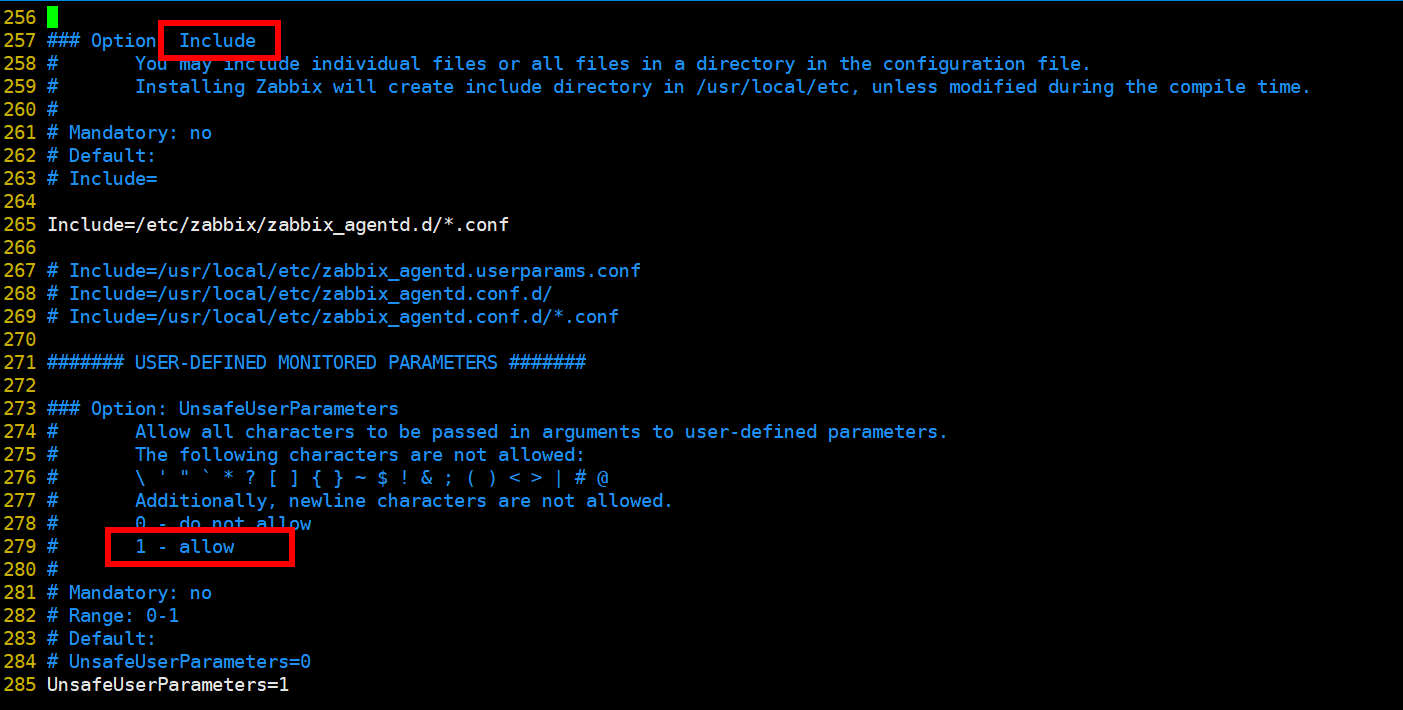 256
257 ### Option: Include
258 #       You may include individual files or all files in a directory in the configuration file.
259 #       Installing Zabbix will create include directory in /usr/local/etc, unless modified during the compile time.
260 #
261 # Mandatory: no
262 # Default:
263 # Include=
264
265 Include=/etc/zabbix/zabbix_agentd.d/*.conf
266
267 # Include=/usr/local/etc/zabbix_agentd.userparams.conf
268 # Include=/usr/local/etc/zabbix_agentd.conf.d/
269 # Include=/usr/local/etc/zabbix_agentd.conf.d/*.conf
270
271 ####### USER-DEFINED MONITORED PARAMETERS #######
272
273 ### Option: UnsafeUserParameters
274 #       Allow all characters to be passed in arguments to user-defined parameters.
275 #       The following characters are not allowed:
276 #       \ ' " ` * ? [ ] { } ~ $ ! & ; ( ) < > | # @
277 #       Additionally, newline characters are not allowed.
278 #       0 - do not allow
279 #       1 - allow
280 #
281 # Mandatory: no
282 # Range: 0-1
283 # Default:
284 # UnsafeUserParameters=0
285 UnsafeUserParameters=1